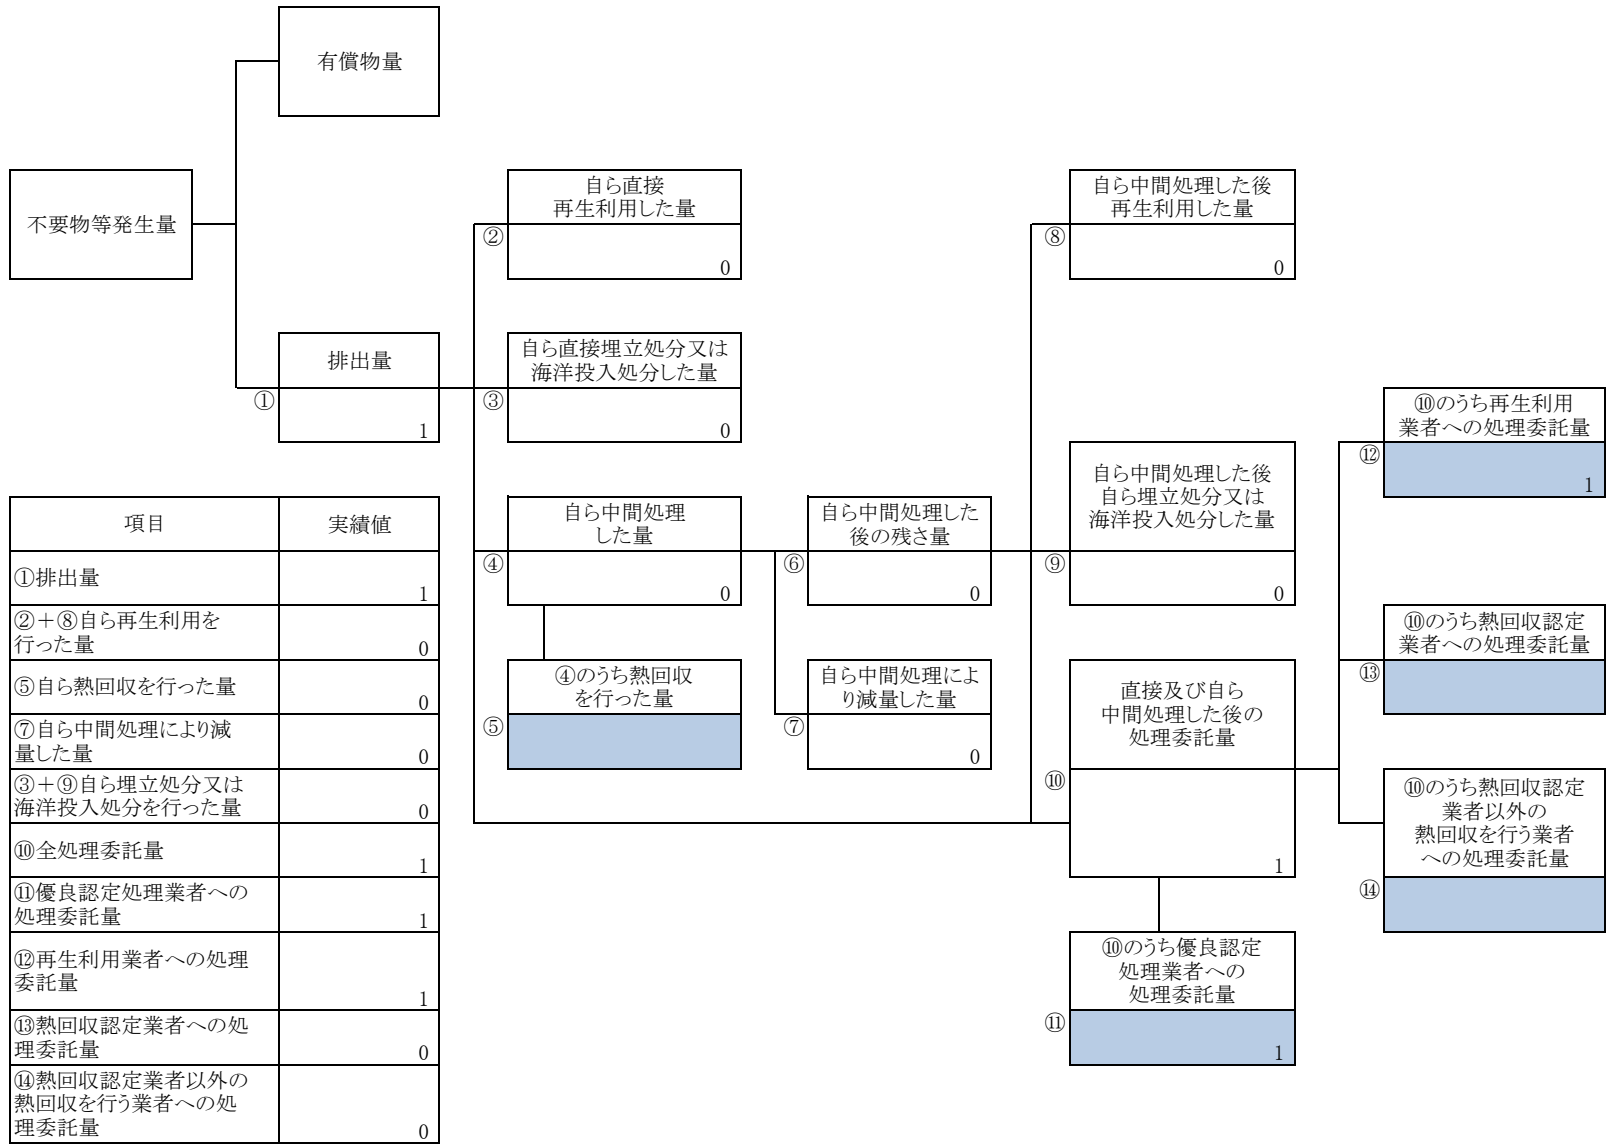 有償物量
不要物等発生量
自ら直接
再生利用した量
②
0
自ら中間処理した後
再生利用した量
⑧
0
排出量
①
1
自ら直接埋立処分又は
海洋投入処分した量
③
0
⑩のうち再生利用
業者への処理委託量
⑫
1
自ら中間処理
した量
④
0
自ら中間処理した
後の残さ量
⑥
0
自ら中間処理した後
自ら埋立処分又は
海洋投入処分した量
⑨
0
⑩のうち熱回収認定
業者への処理委託量
⑬
④のうち熱回収
を行った量
⑤
自ら中間処理によ
り減量した量
⑦
0
直接及び自ら
中間処理した後の
処理委託量
⑩
1
⑩のうち熱回収認定
業者以外の
熱回収を行う業者
への処理委託量
⑭
⑩のうち優良認定
処理業者への
処理委託量
⑪
1
項目 実績値
①排出量
1
②＋⑧自ら再生利用を
行った量
0
⑤自ら熱回収を行った量
0
⑦自ら中間処理により減
量した量
0
③＋⑨自ら埋立処分又は
海洋投入処分を行った量
0
⑩全処理委託量
1
⑪優良認定処理業者への
処理委託量
1
⑫再生利用業者への処理
委託量
1
⑬熱回収認定業者への処
理委託量
0
⑭熱回収認定業者以外の
熱回収を行う業者への処
理委託量
0